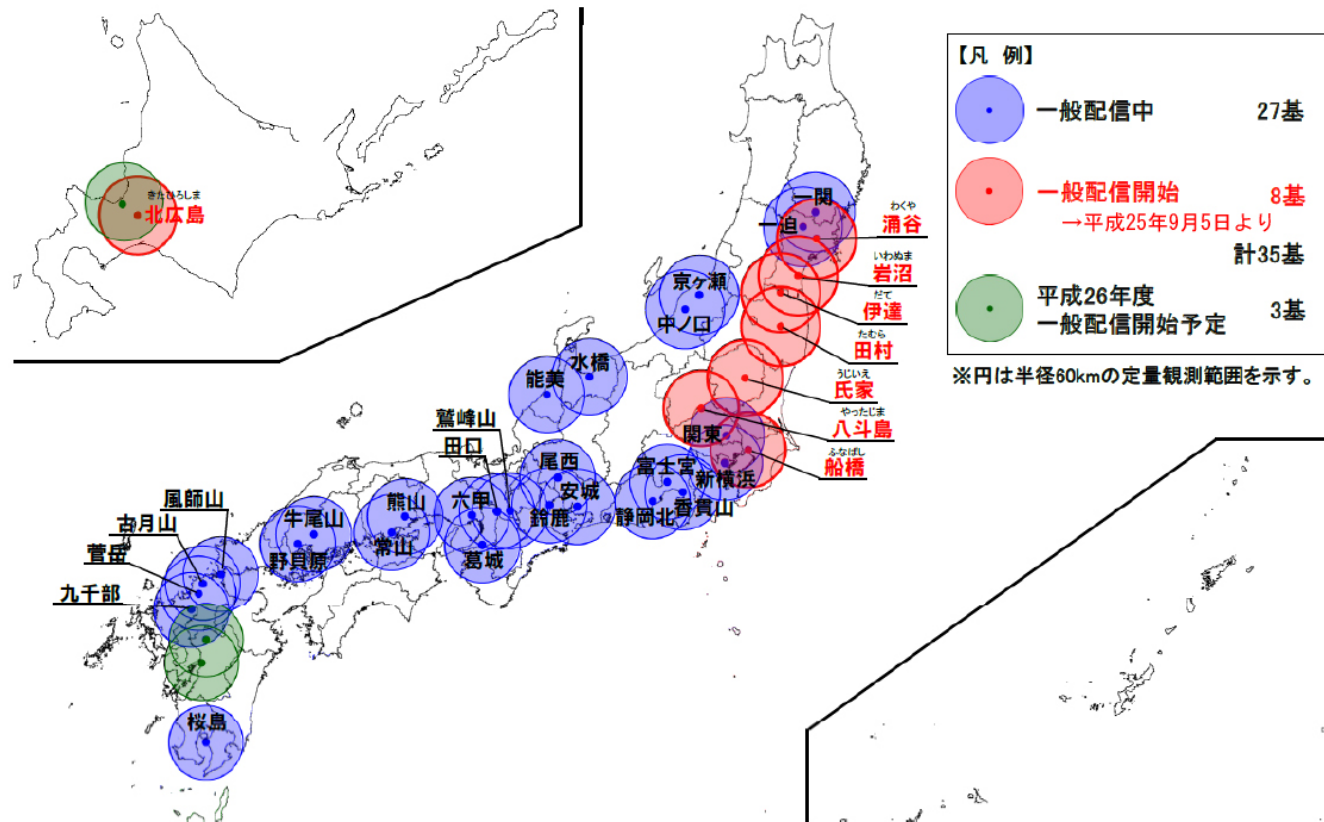 きたひろしま
北広島
【凡 例】
一般配信中 27基
一般配信開始 8基
→平成25年9月5日より
計35基
平成26年度
一般配信開始予定 3基
※円は半径60kmの定量観測範囲を示す。
一関
一迫
わくや
涌谷
いわぬま
岩沼
だて
伊達
たむら
田村
うじいえ
氏家
やったじま
八斗島
ふなばし
船橋
京ヶ瀬
中ノ口
水橋
能美
関東
新横浜
富士宮
香貫山
静岡北
鷲峰山
田口
尾西
安城
鈴鹿
六甲
葛城
熊山
常山
牛尾山
野貝原
風師山
古月山
菅岳
九千部
桜島